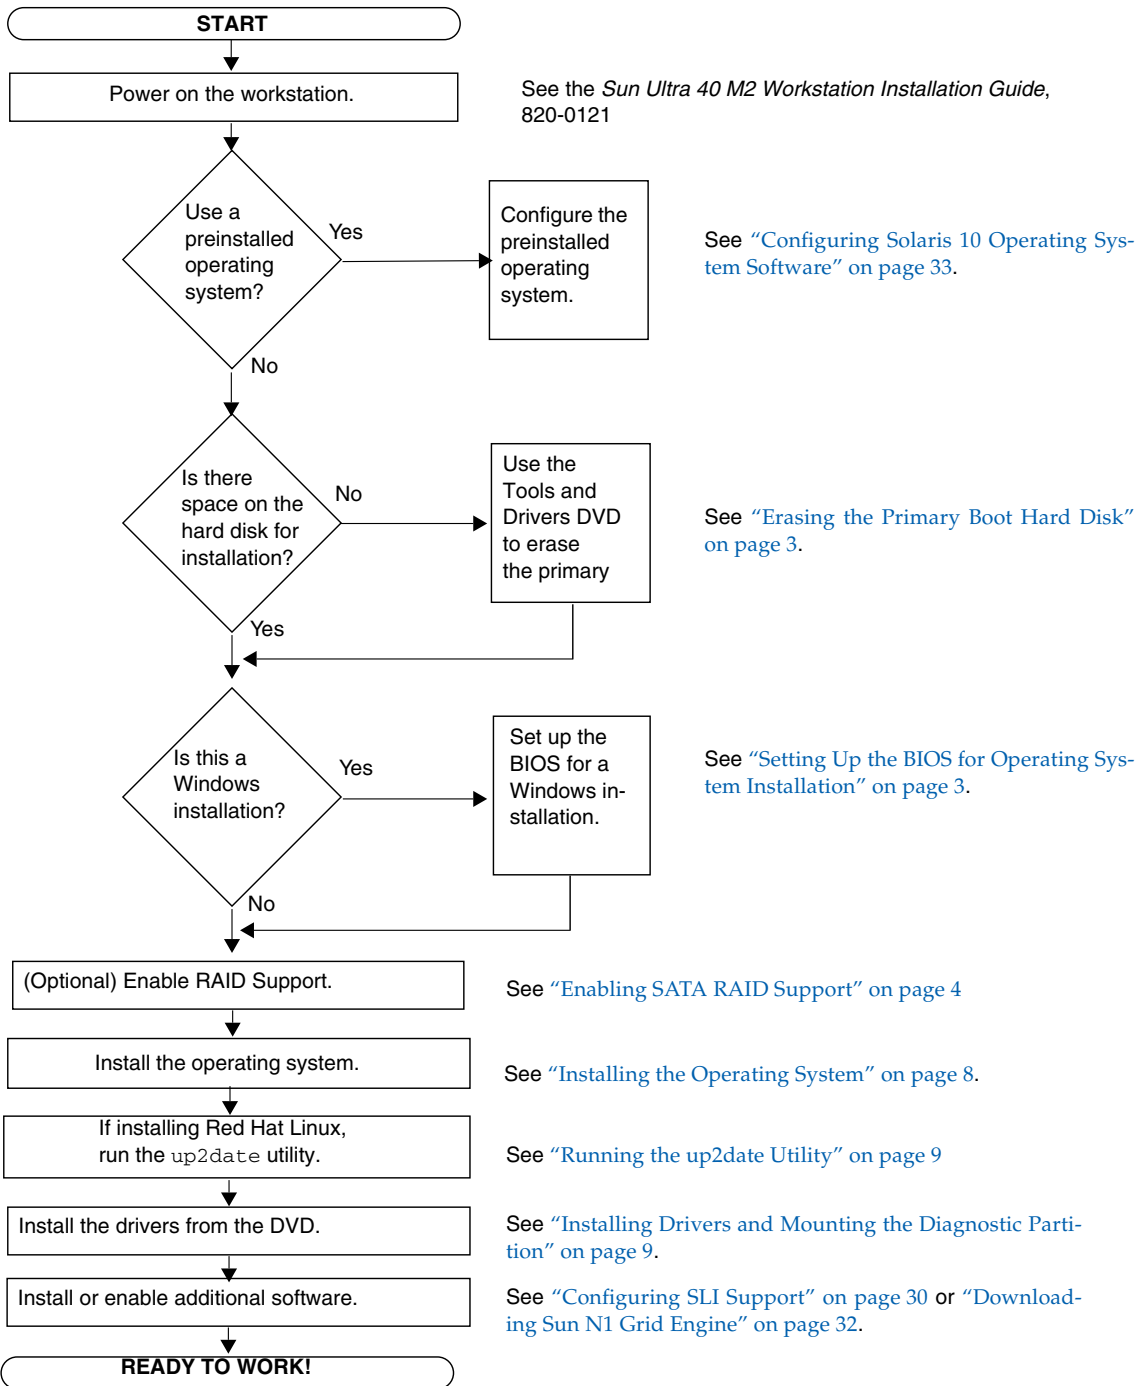 START
Power on the workstation.
See the Sun Ultra 40 M2 Workstation Installation Guide,
820-0121
Use a
preinstalled
operating
system?
Yes
Configure the
preinstalled
operating
system.
See “Configuring Solaris 10 Operating Sys-
tem Software” on page 33.
No
Is there
space on the
hard disk for
installation?
No
Use the
Tools and
Drivers DVD
to erase
the primary
See “Erasing the Primary Boot Hard Disk”
on page 3.
Yes
Is this a
Windows
installation?
Yes
Set up the
BIOS for a
Windows in-
stallation.
See “Setting Up the BIOS for Operating Sys-
tem Installation” on page 3.
No
(Optional) Enable RAID Support.
See “Enabling SATA RAID Support” on page 4
Install the operating system.
See “Installing the Operating System” on page 8.
If installing Red Hat Linux,
run the up2date utility.
See “Running the up2date Utility” on page 9
Install the drivers from the DVD.
See “Installing Drivers and Mounting the Diagnostic Parti-
tion” on page 9.
Install or enable additional software.
See “Configuring SLI Support” on page 30 or “Download-
ing Sun N1 Grid Engine” on page 32.
READY TO WORK!